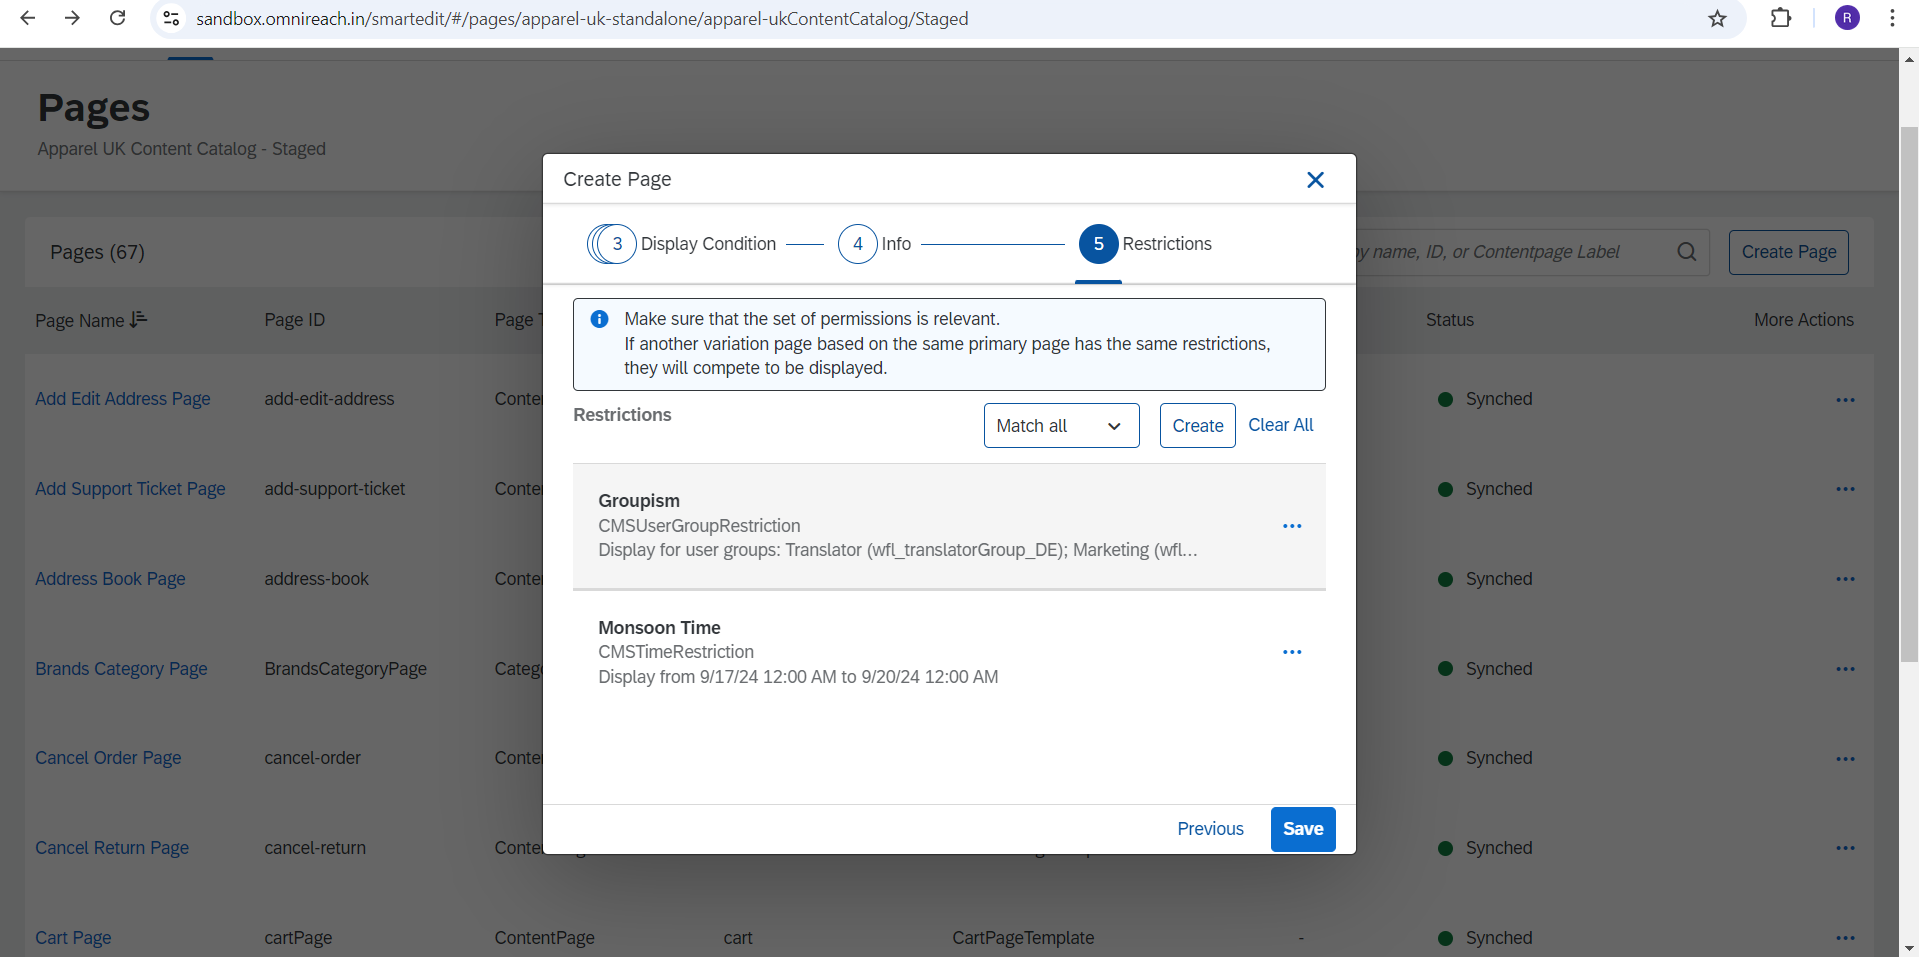 sandbox.omnireach.in/smartedit/#/pages/apparel-uk-standalone/apparel-ukContentCatalog/Staged
R
Pages
Apparel UK Content Catalog - Staged
Pages (67)
by name, ID, or Contentpage Label
Create Page
Page Name
Page ID
Page T
Status
More Actions
Add Edit Address Page
add-edit-address
Conte
Synched
Add Support Ticket Page
add-support-ticket
Conte
Synched
Address Book Page
address-book
Conte
Synched
Brands Category Page
BrandsCategoryPage
Categ
Synched
Cancel Order Page
cancel-order
Conte
Synched
Cancel Return Page
cancel-return
Conte
Synched
Cart Page
cartPage
ContentPage
cart
CartPageTemplate
-
Synched
Create Page
3 Display Condition
4 Info
5 Restrictions
Make sure that the set of permissions is relevant.
If another variation page based on the same primary page has the same restrictions,
they will compete to be displayed.
Restrictions
Match all
Create
Clear All
Groupism
CMSUserGroupRestriction
Display for user groups: Translator (wfl_translatorGroup_DE); Marketing (wfl...
Monsoon Time
CMSTimeRestriction
Display from 9/17/24 12:00 AM to 9/20/24 12:00 AM
Previous
Save